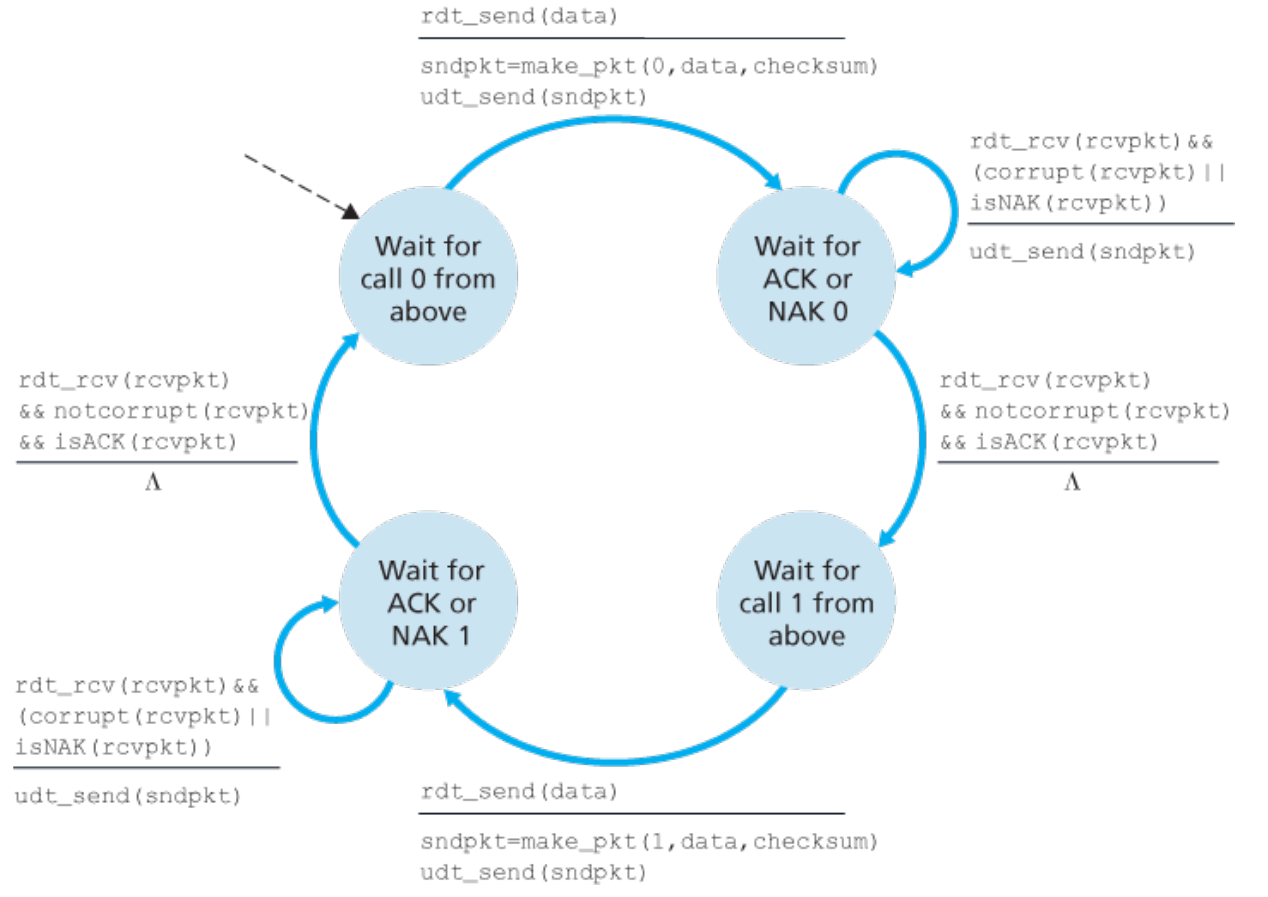 rdt_send(data)
sndpkt=make_pkt(0,data,checksum)
udt_send(sndpkt)
rdt_rcv(rcvpkt)&&
(corrupt(rcvpkt)||
isNAK(rcvpkt))
udt_send(sndpkt)
Wait for
call 0 from
above
Wait for
ACK or
NAK 0
rdt_rcv(rcvpkt)
&& notcorrupt(rcvpkt)
&& isACK(rcvpkt)
Λ
rdt_rcv(rcvpkt)
&& notcorrupt(rcvpkt)
&& isACK(rcvpkt)
Λ
Wait for
ACK or
NAK 1
Wait for
call 1 from
above
rdt_rcv(rcvpkt)&&
(corrupt(rcvpkt)||
isNAK(rcvpkt))
udt_send(sndpkt)
rdt_send(data)
sndpkt=make_pkt(1,data,checksum)
udt_send(sndpkt)